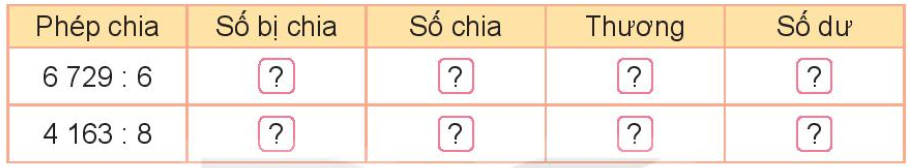 Phép chia Số bị chia Số chia Thương Số dư
6 729 : 6 ? ? ? ?
4 163 : 8 ? ? ? ?